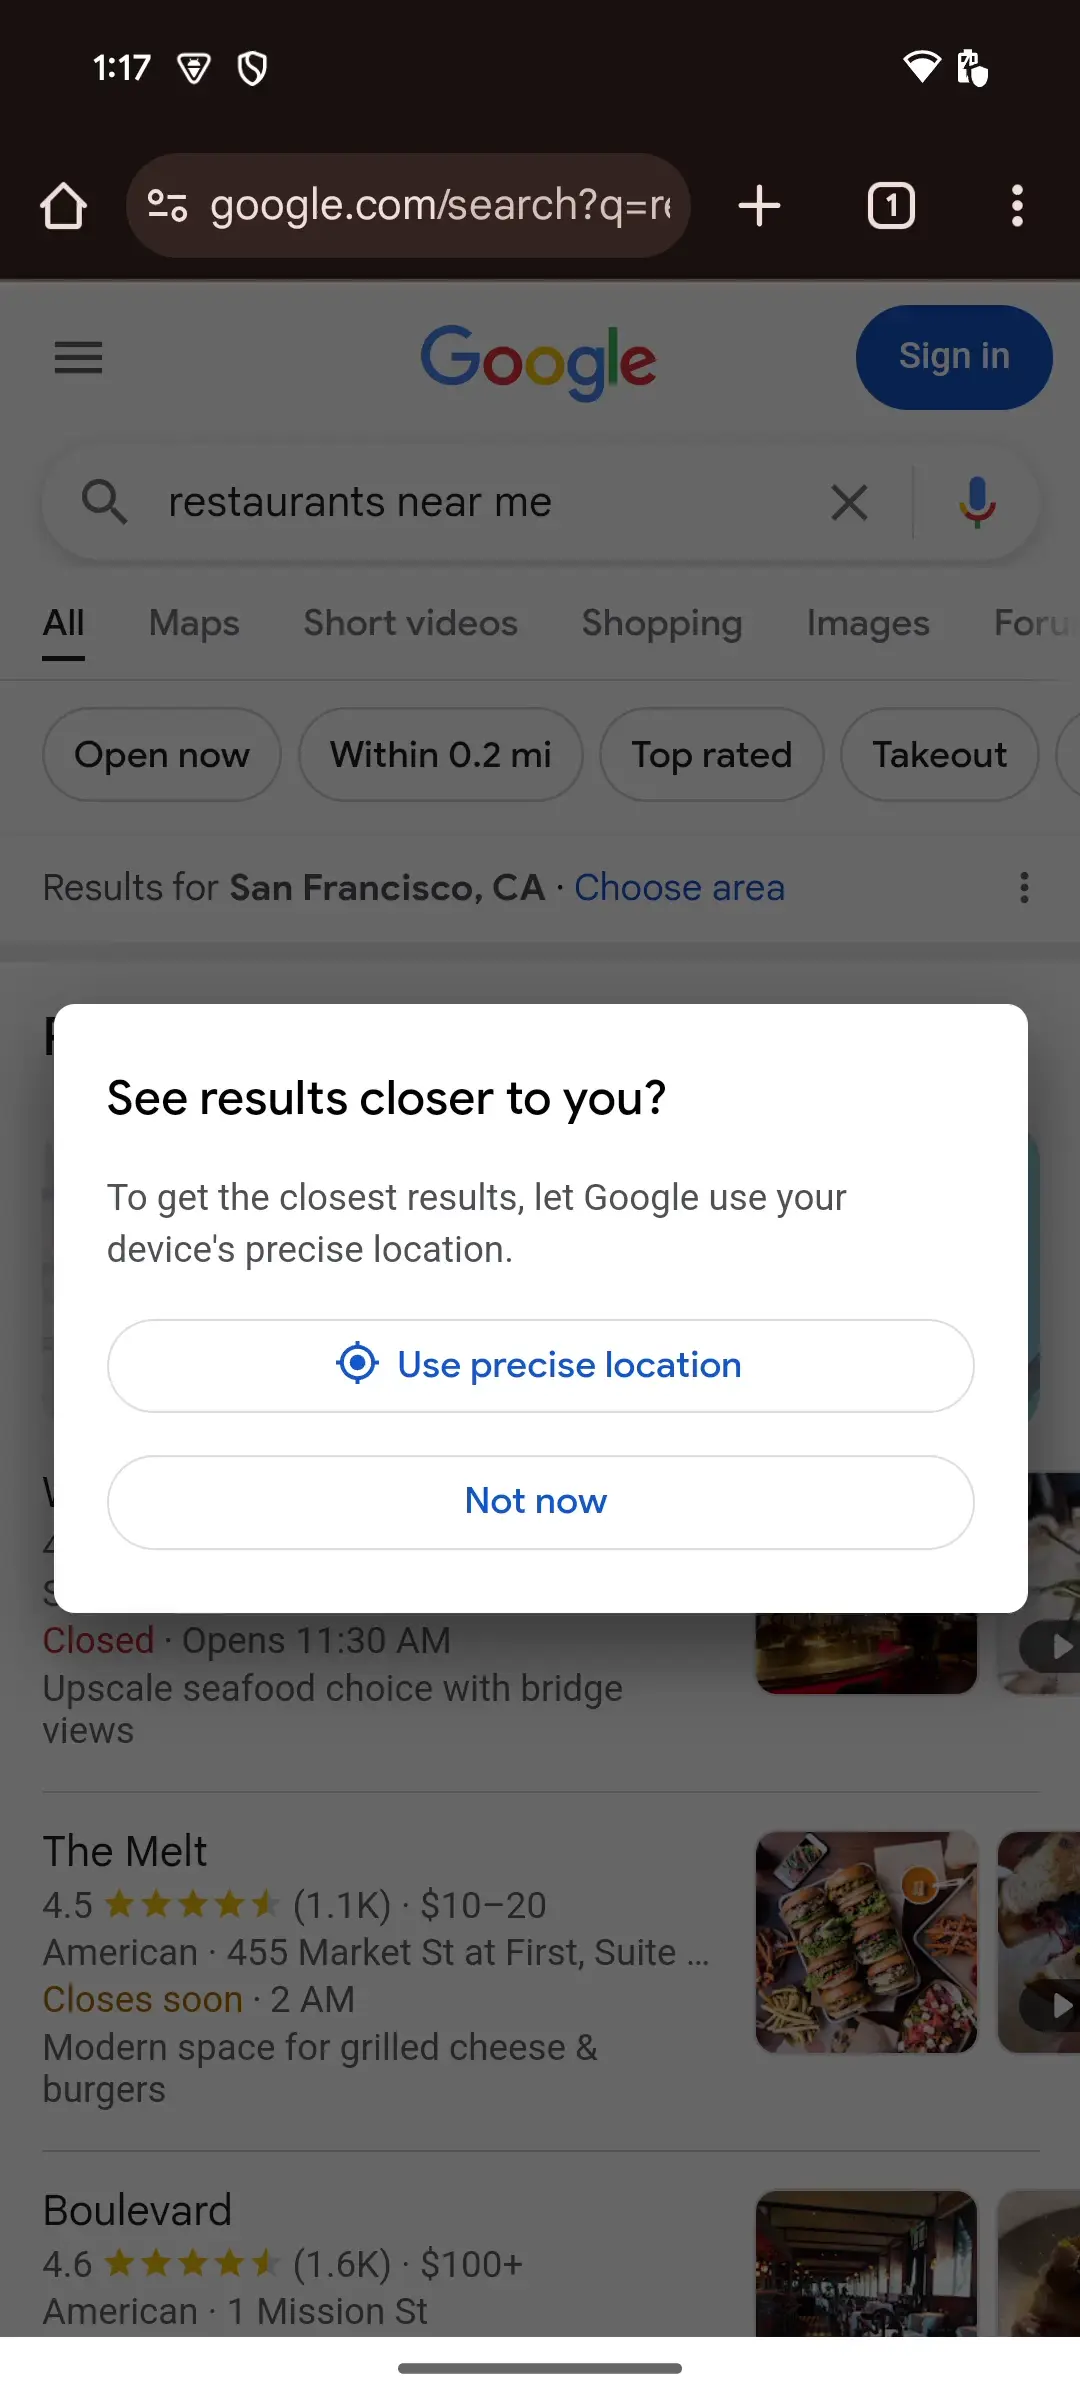 1:17
google.com/search?q=re
1
Google
Sign in
restaurants near me
All Maps Short videos Shopping Images Foru
Open now Within 0.2 mi Top rated Takeout
Results for San Francisco, CA · Choose area
See results closer to you?
To get the closest results, let Google use your
device's precise location.
Use precise location
Not now
Closed · Opens 11:30 AM
Upscale seafood choice with bridge
views
The Melt
4.5 (1.1K) · $10–20
American · 455 Market St at First, Suite ...
Closes soon · 2 AM
Modern space for grilled cheese &
burgers
Boulevard
4.6 (1.6K) · $100+
American · 1 Mission St